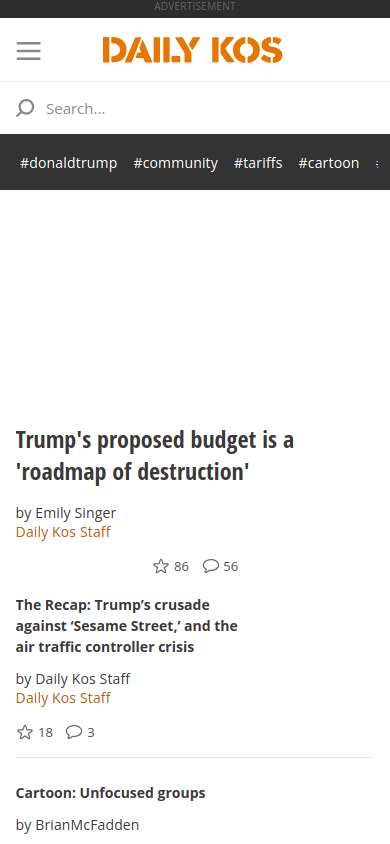 ADVERTISEMENT
DAILY KOS
Search...
#donaldtrump #community #tariffs #cartoon
Trump's proposed budget is a
'roadmap of destruction'
by Emily Singer
Daily Kos Staff
86 56
The Recap: Trump’s crusade
against ‘Sesame Street,’ and the
air traffic controller crisis
by Daily Kos Staff
Daily Kos Staff
18 3
Cartoon: Unfocused groups
by BrianMcFadden